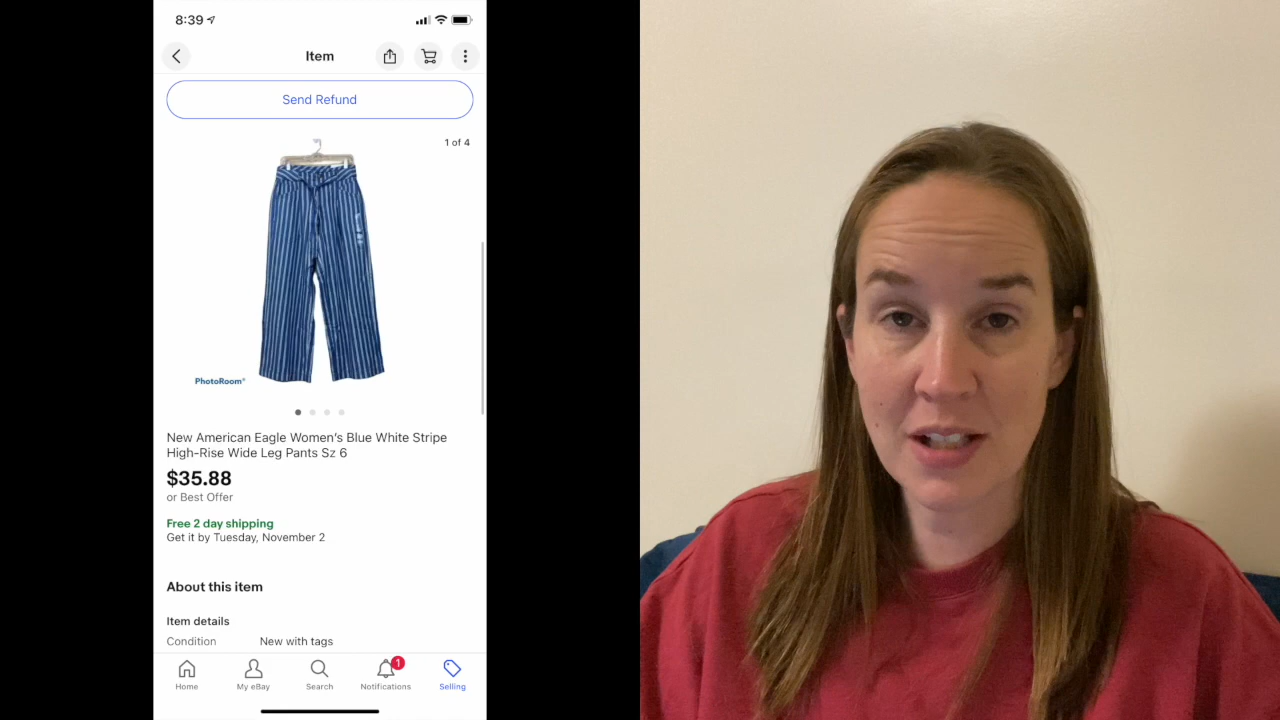 8:39
Item
Send Refund
1 of 4
PhotoRoom®
New American Eagle Women's Blue White Stripe
High-Rise Wide Leg Pants Sz 6
$35.88
or Best Offer
Free 2 day shipping
Get it by Tuesday, November 2
About this item
Item details
Condition New with tags
1
Home My eBay Search Notifications Selling